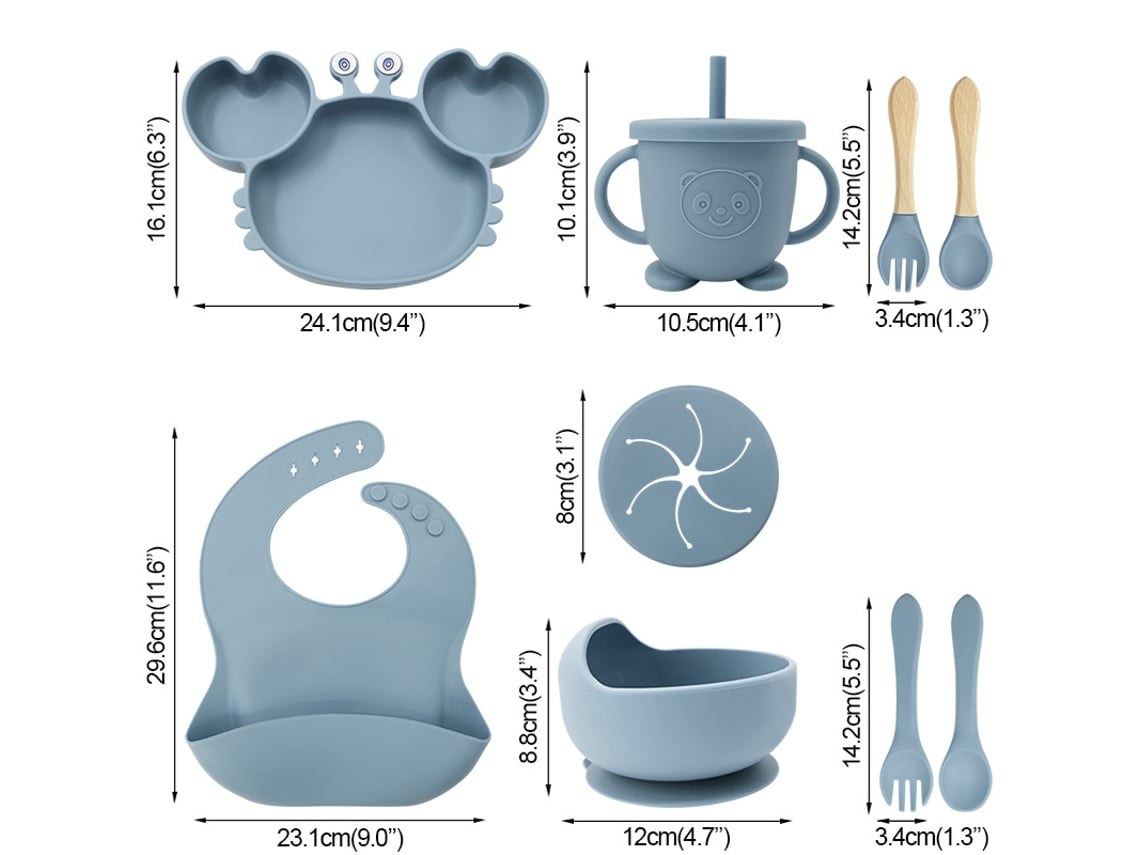 16.1cm(6.3”)
24.1cm(9.4”)
10.1cm(3.9”)
10.5cm(4.1”)
14.2cm(5.5”)
3.4cm(1.3”)
29.6cm(11.6”)
23.1cm(9.0”)
8cm(3.1”)
8.8cm(3.4”)
12cm(4.7”)
14.2cm(5.5”)
3.4cm(1.3”)